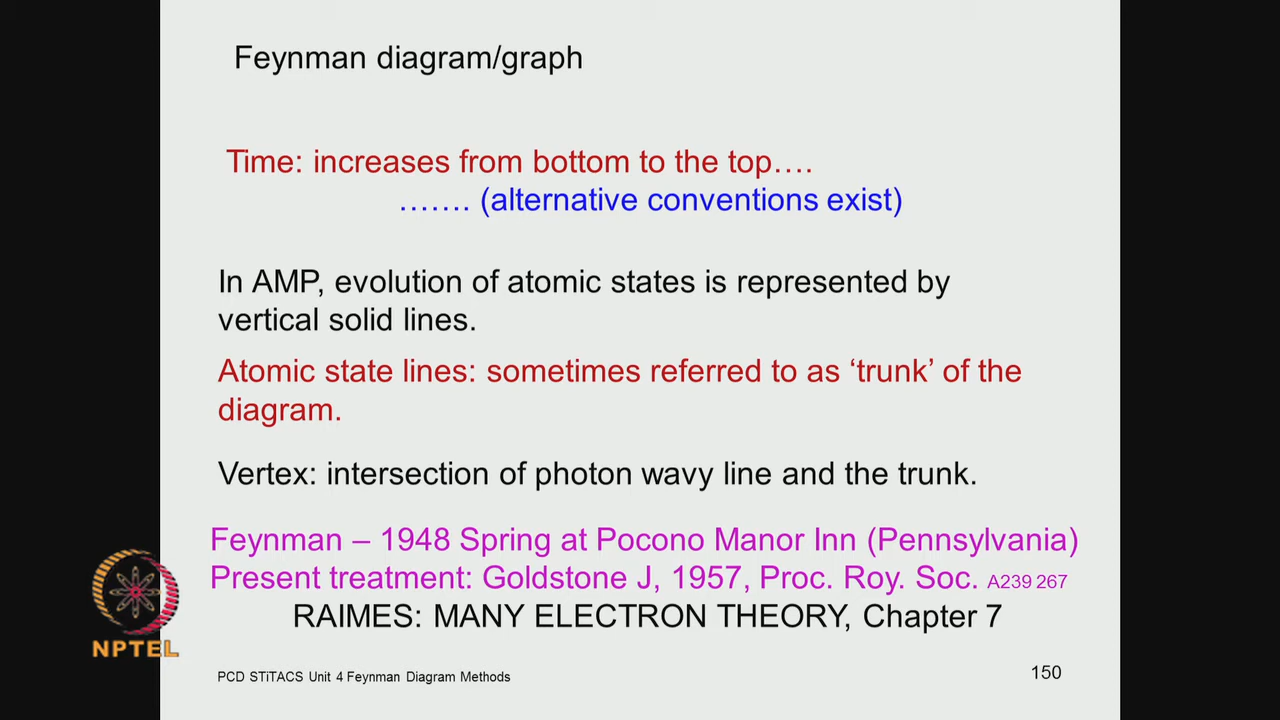 Feynman diagram/graph
Time: increases from bottom to the top….
……. (alternative conventions exist)
In AMP, evolution of atomic states is represented by
vertical solid lines.
Atomic state lines: sometimes referred to as ‘trunk’ of the
diagram.
Vertex: intersection of photon wavy line and the trunk.
Feynman – 1948 Spring at Pocono Manor Inn (Pennsylvania)
Present treatment: Goldstone J, 1957, Proc. Roy. Soc. A239 267
RAIMES: MANY ELECTRON THEORY, Chapter 7
NPTEL
PCD STiTACS Unit 4 Feynman Diagram Methods
150